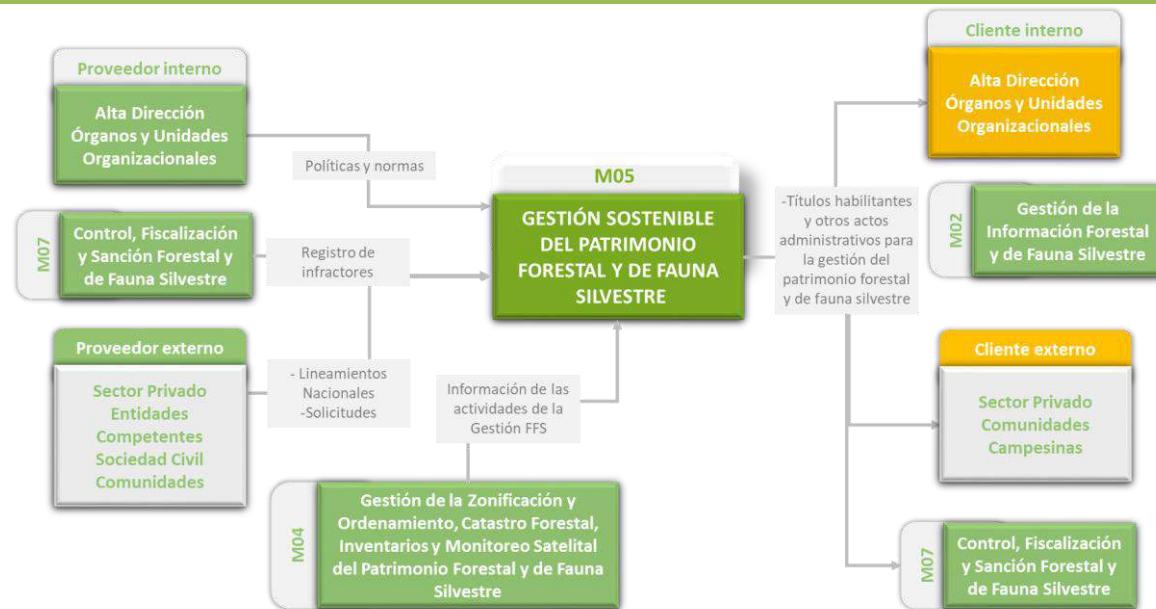 Proveedor interno
Alta Dirección
Órganos y Unidades
Organizacionales
Políticas y normas
M07
Control, Fiscalización
y Sanción Forestal y
de Fauna Silvestre
Registro de
infractores
Proveedor externo
Sector Privado
Entidades
Competentes
Sociedad Civil
Comunidades
- Lineamientos
Nacionales
-Solicitudes
Información de las
actividades de la
Gestión FFS
M04
Gestión de la Zonificación y
Ordenamiento, Catastro Forestal,
Inventarios y Monitoreo Satelital
del Patrimonio Forestal y de Fauna
Silvestre
M05
GESTIÓN SOSTENIBLE
DEL PATRIMONIO
FORESTAL Y DE FAUNA
SILVESTRE
-Títulos habilitantes
y otros actos
administrativos para
la gestión del
patrimonio forestal
y de fauna silvestre
Cliente interno
Alta Dirección
Órganos y Unidades
Organizacionales
M02
Gestión de la
Información Forestal
y de Fauna Silvestre
Cliente externo
Sector Privado
Comunidades
Campesinas
M07
Control, Fiscalización
y Sanción Forestal y
de Fauna Silvestre